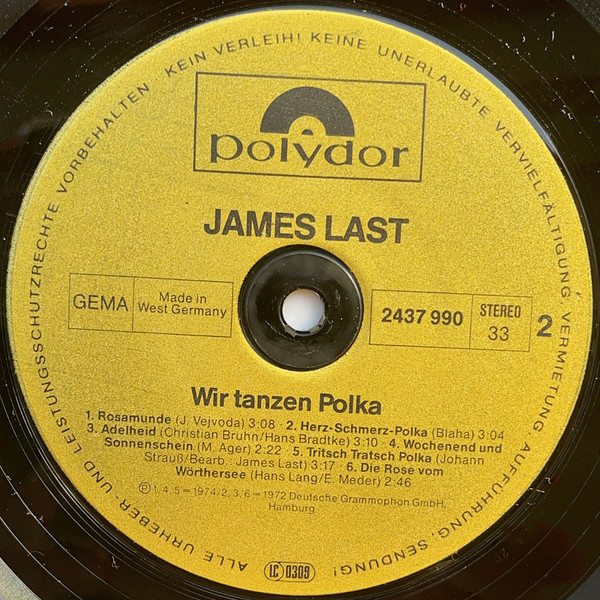 ALLE URHEBER- UND LEISTUNGSSCHUTZRECHTE VORBEHALTEN KEIN VERLEIH! KEINE UNERLAUBTE VERVIELFÄLTIGUNG, VERMIETUNG, AUFFÜHRUNG, SENDUNG!
polydor
JAMES LAST
GEMA
Made in
West Germany
2437 990
STEREO
33
2
Wir tanzen Polka
1. Rosamunde (J. Vejvoda) 3:08 · 2. Herz-Schmerz-Polka (Blaha) 3:04
3. Adelheid (Christian Bruhn/Hans Bradtke) 3:10 · 4. Wochenend und
Sonnenschein (M. Ager) 2:22 · 5. Tritsch Tratsch Polka (Johann
Strauß/Bearb.: James Last) 3:17 · 6. Die Rose vom
Wörthersee (Hans Lang/E. Meder) 2:46
Ⓟ 1, 4, 5 = 1974/2, 3, 6 = 1972 Deutsche Grammophon GmbH,
Hamburg
LC 0309